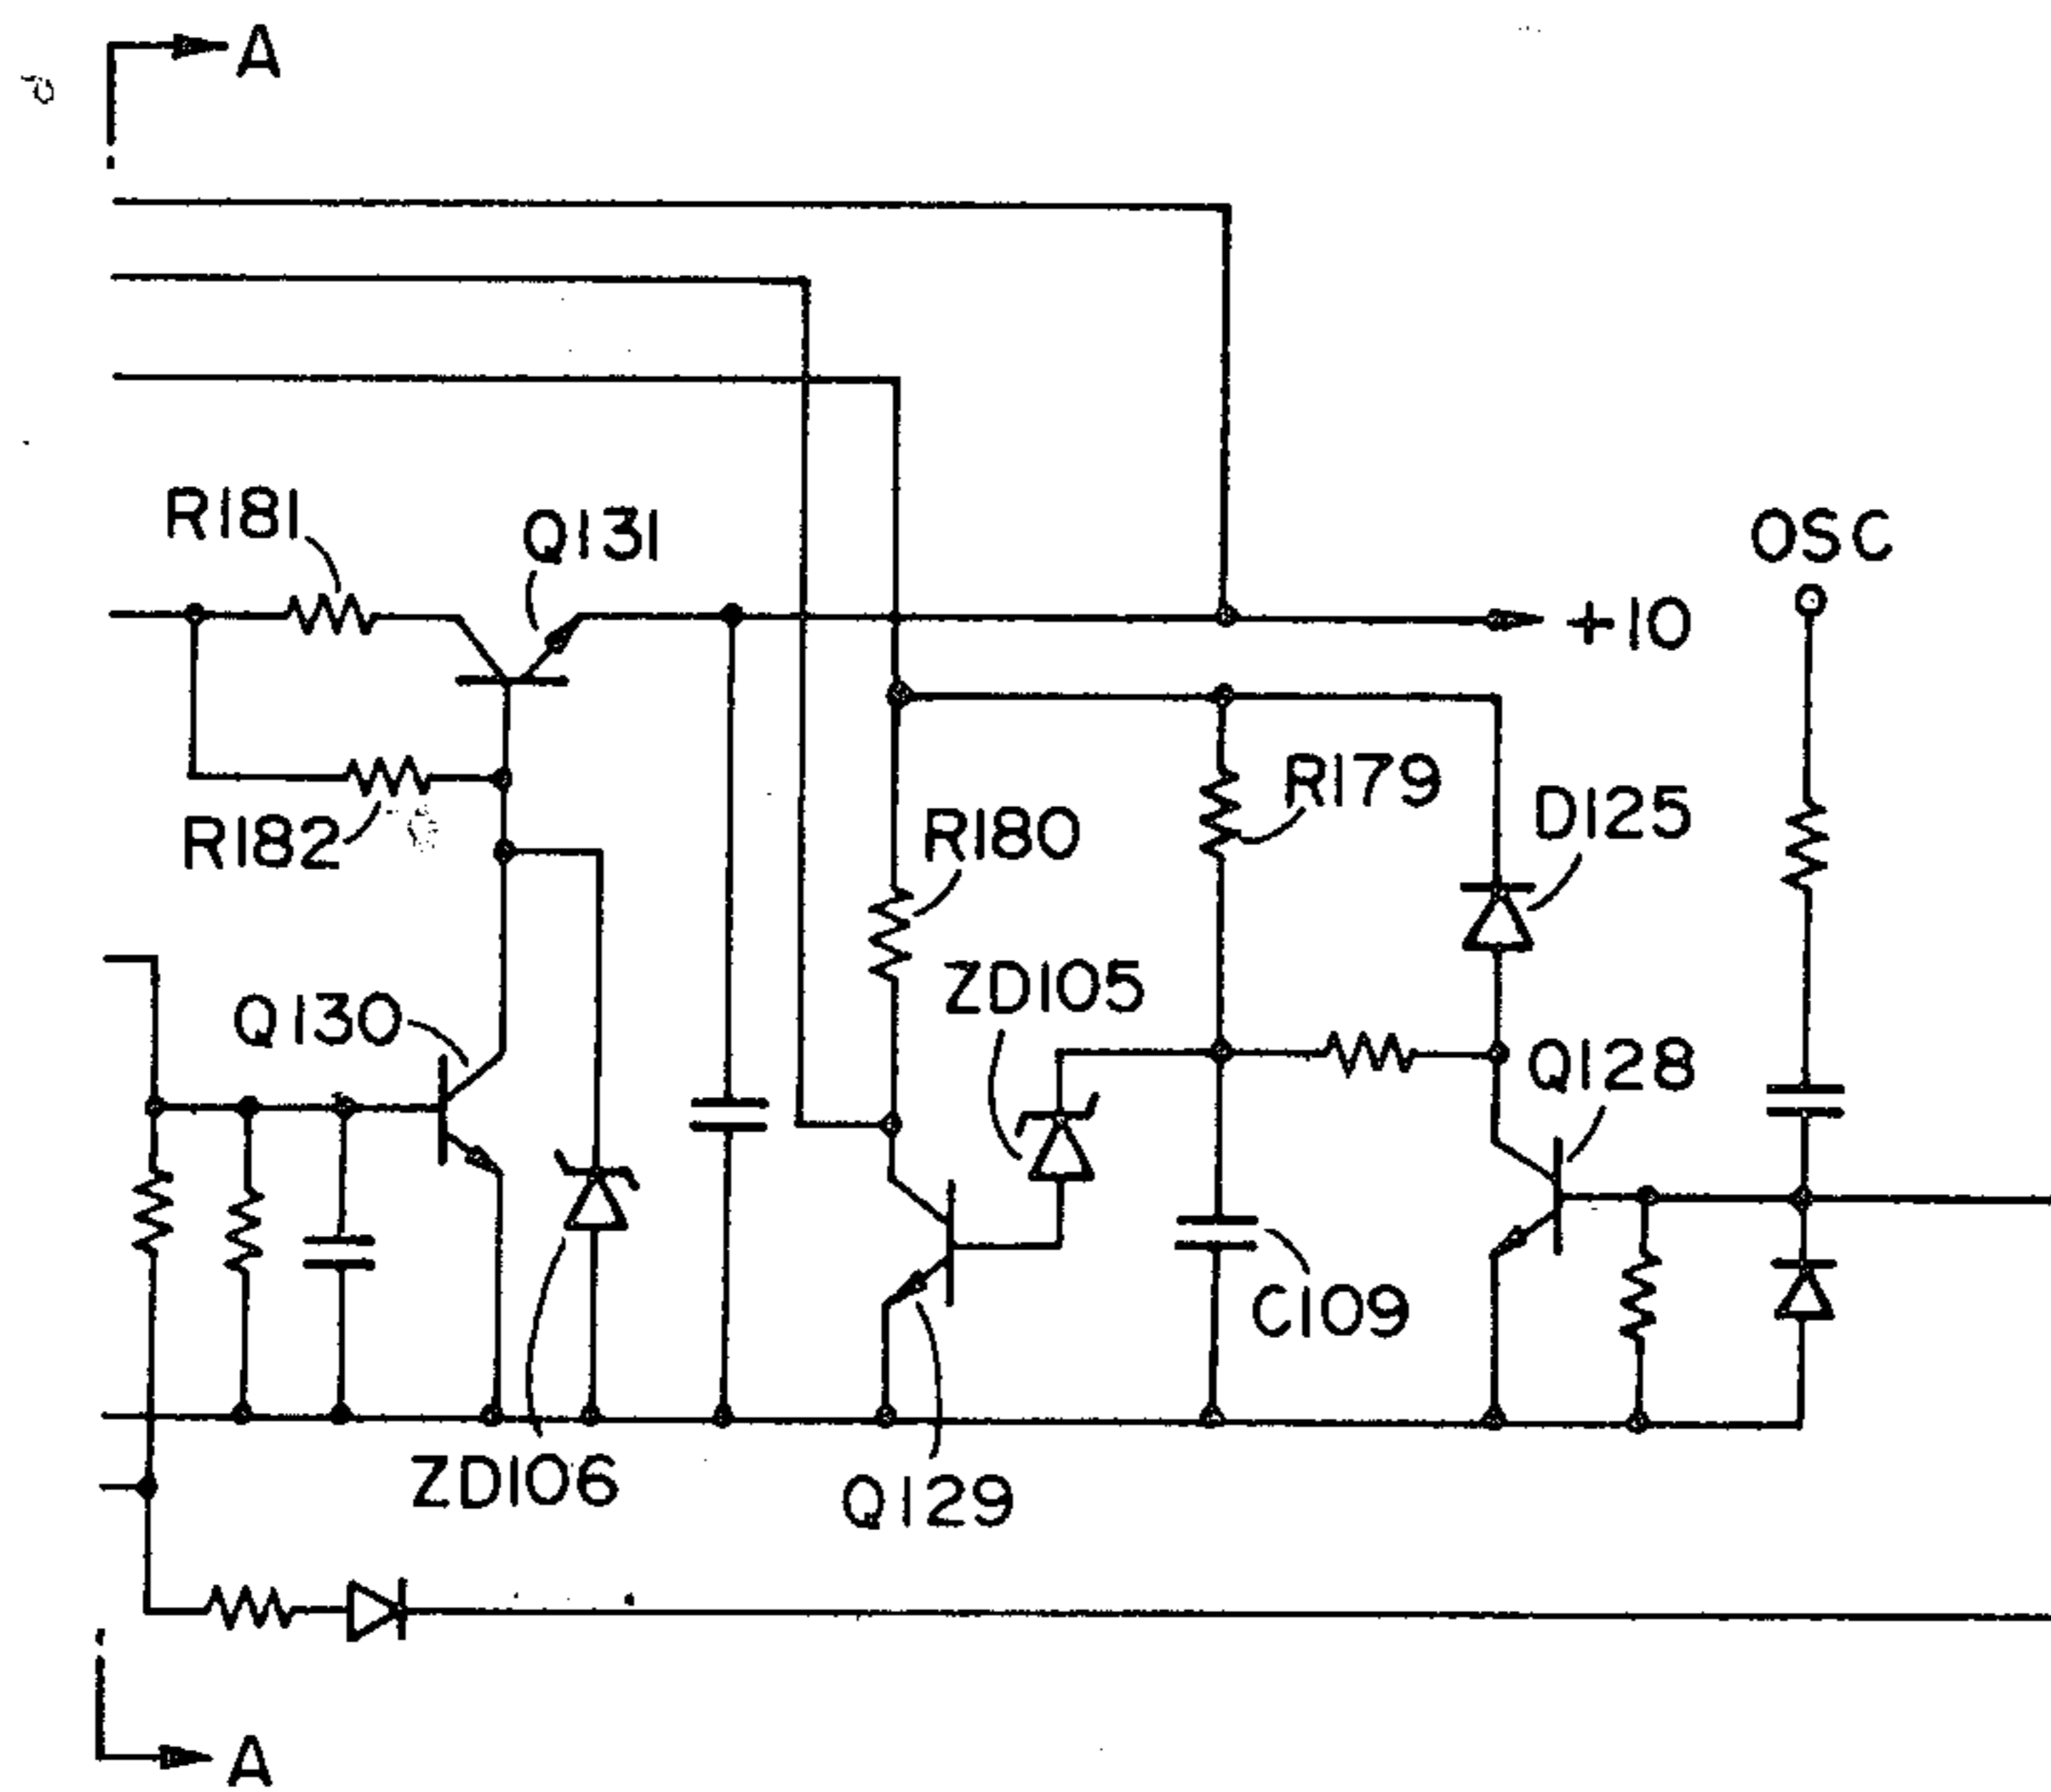 A
R181
Q131
OSC
+10
R179
D125
R180
R182
ZD105
Q130
Q128
C109
ZD106
Q129
A